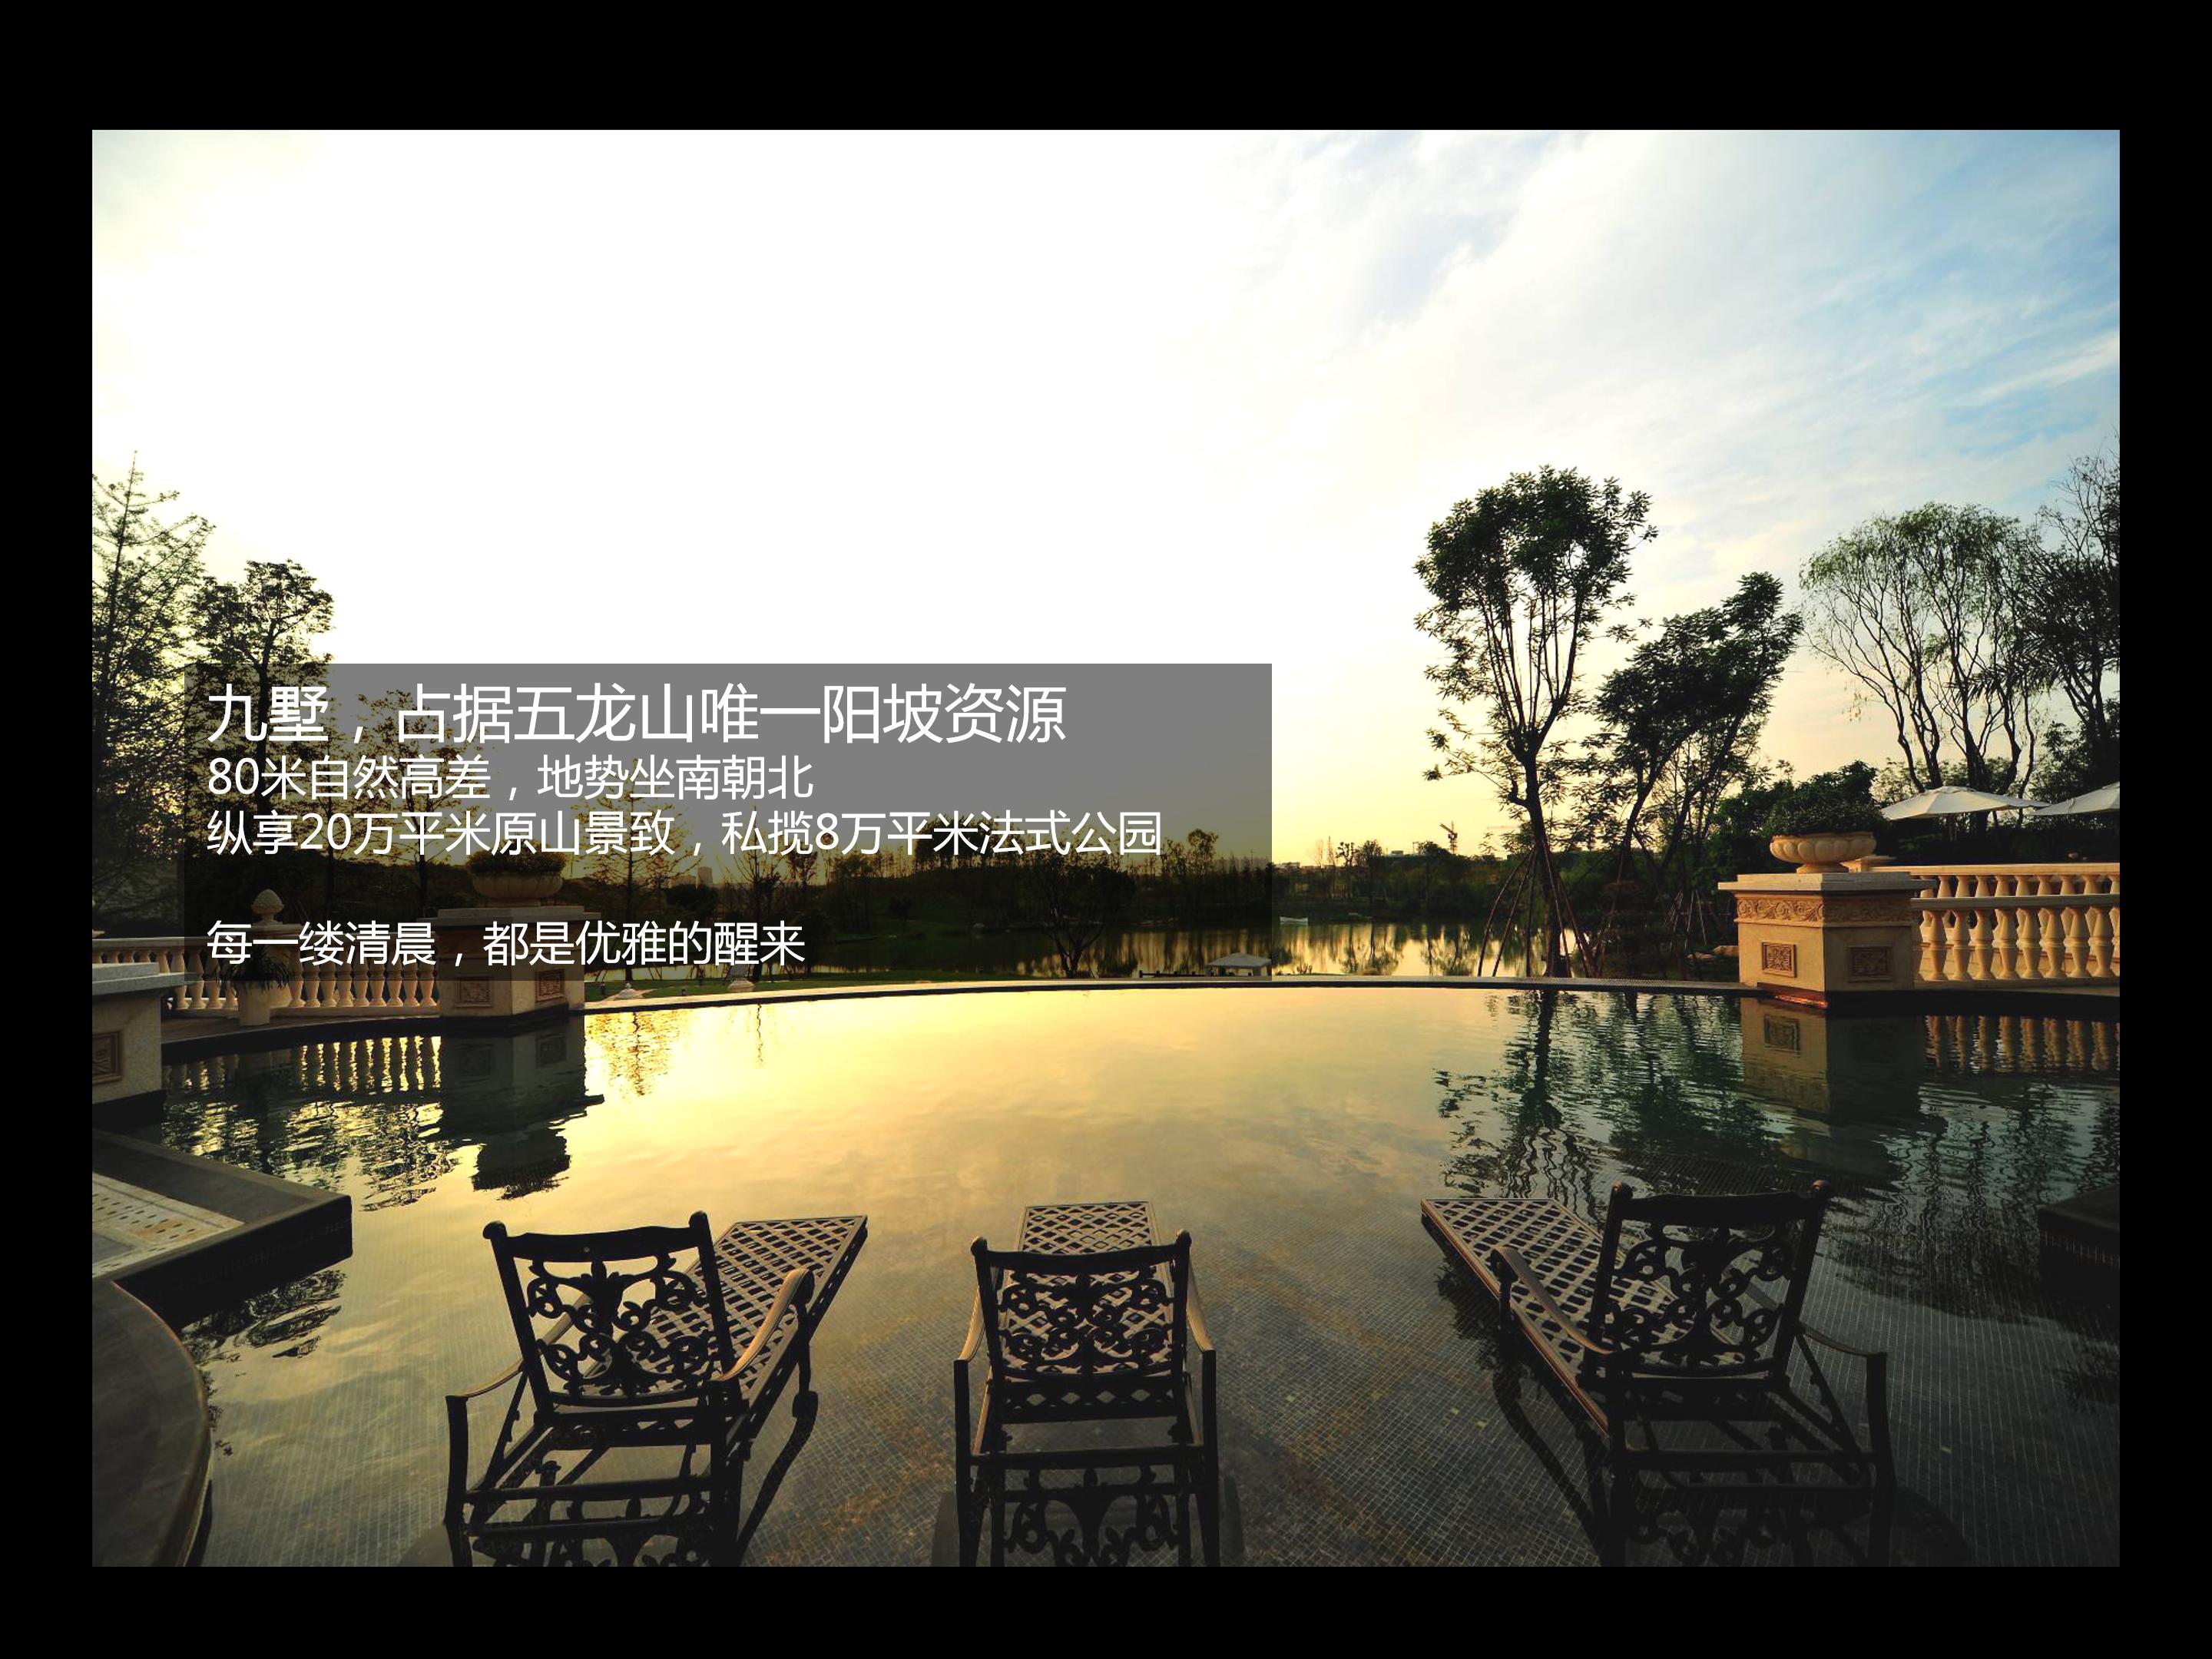 九墅，占据五龙山唯一阳坡资源
80米自然高差，地势坐南朝北
纵享20万平米原山景致，私揽8万平米法式公园
每一缕清晨，都是优雅的醒来